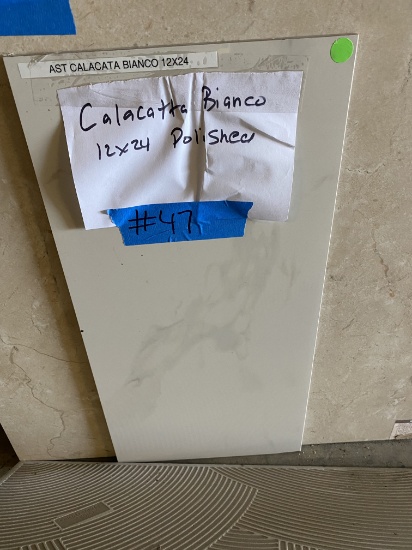 AST CALACATA BIANCO 12X24
Calacatta Bianco
12x24 Polished
#47